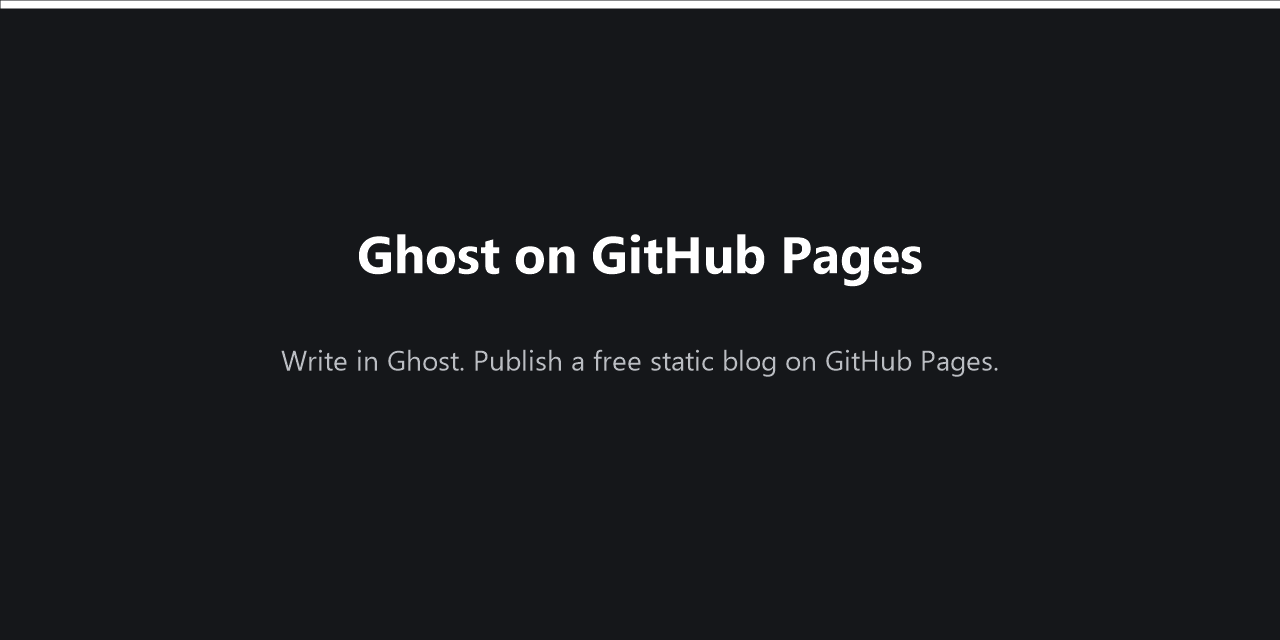 Ghost on GitHub Pages
Write in Ghost. Publish a free static blog on GitHub Pages.